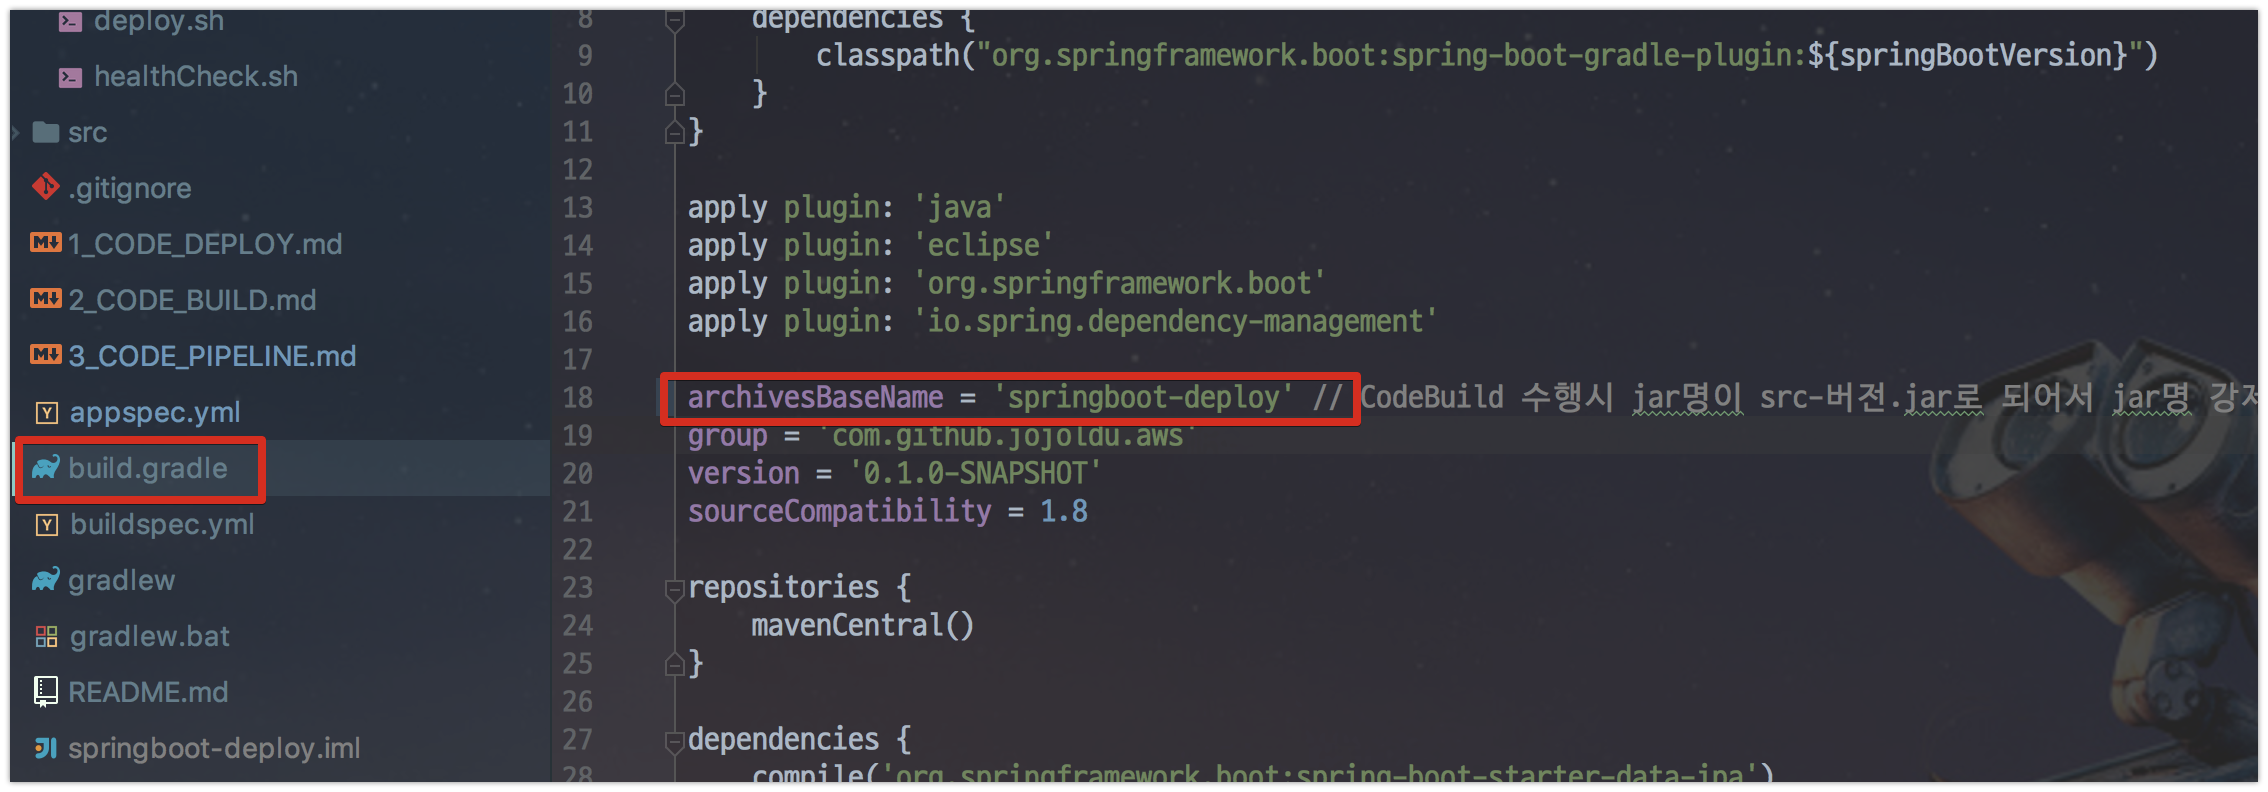 deploy.sh
healthCheck.sh
src
.gitignore
1_CODE_DEPLOY.md
2_CODE_BUILD.md
3_CODE_PIPELINE.md
appspec.yml
build.gradle
buildspec.yml
gradlew
gradlew.bat
README.md
springboot-deploy.iml
8 dependencies {
9 classpath("org.springframework.boot:spring-boot-gradle-plugin:${springBootVersion}")
10 }
11 }
12
13 apply plugin: 'java'
14 apply plugin: 'eclipse'
15 apply plugin: 'org.springframework.boot'
16 apply plugin: 'io.spring.dependency-management'
17
18 archivesBaseName = 'springboot-deploy' // CodeBuild 수행시 jar명이 src-버전.jar로 되어서 jar명
19 group = 'com.github.jojoldu.aws'
20 version = '0.1.0-SNAPSHOT'
21 sourceCompatibility = 1.8
22
23 repositories {
24 mavenCentral()
25 }
26
27 dependencies {
28 compile('org.springframework.boot:spring-boot-starter-data-jpa')